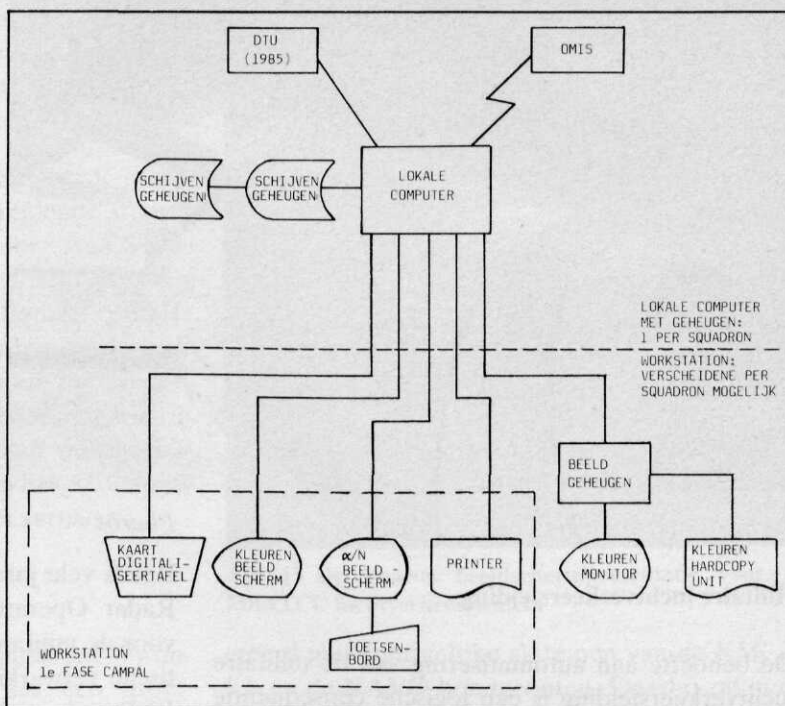 DTU
(1985)
OMIS
LOKALE
COMPUTER
SCHIJVEN
GEHEUGEN
SCHIJVEN
GEHEUGEN
LOKALE COMPUTER
MET GEHEUGEN:
1 PER SQUADRON
WORKSTATION:
VERSCHEIDENE PER
SQUADRON MOGELIJK
BEELD
GEHEUGEN
KAART
DIGITALI-
SEERTAFEL
KLEUREN
BEELD
SCHERM
α/N
BEELD
SCHERM
PRINTER
KLEUREN
MONITOR
KLEUREN
HARDCOPY
UNIT
TOETSEN-
BORD
WORKSTATION
1e FASE CAMPAL